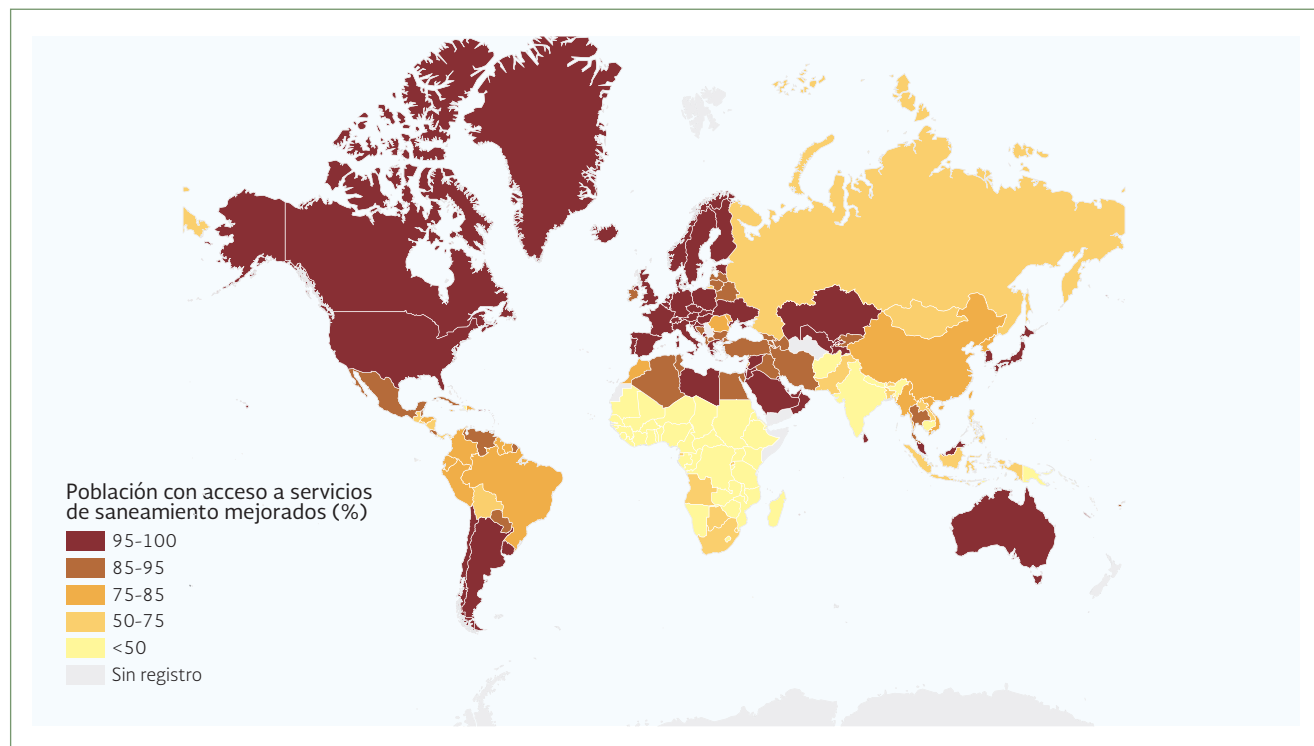 Población con acceso a servicios
de saneamiento mejorados (%)
95-100
85-95
75-85
50-75
<50
Sin registro